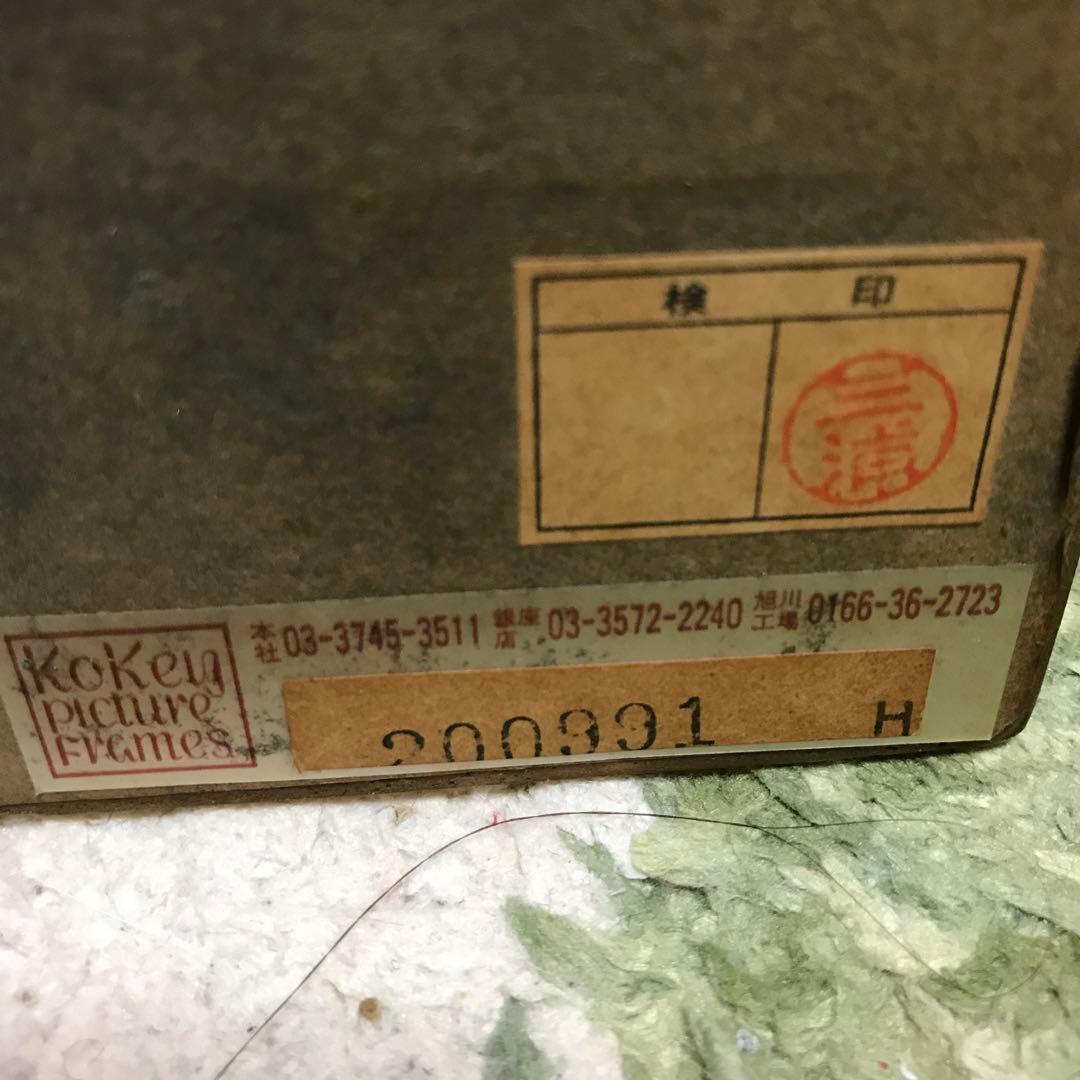 検 印
三浦
本社 03-3745-3511 銀座店 03-3572-2240 旭川工場 0166-36-2723
KoKey
picture
Frames
200991 H